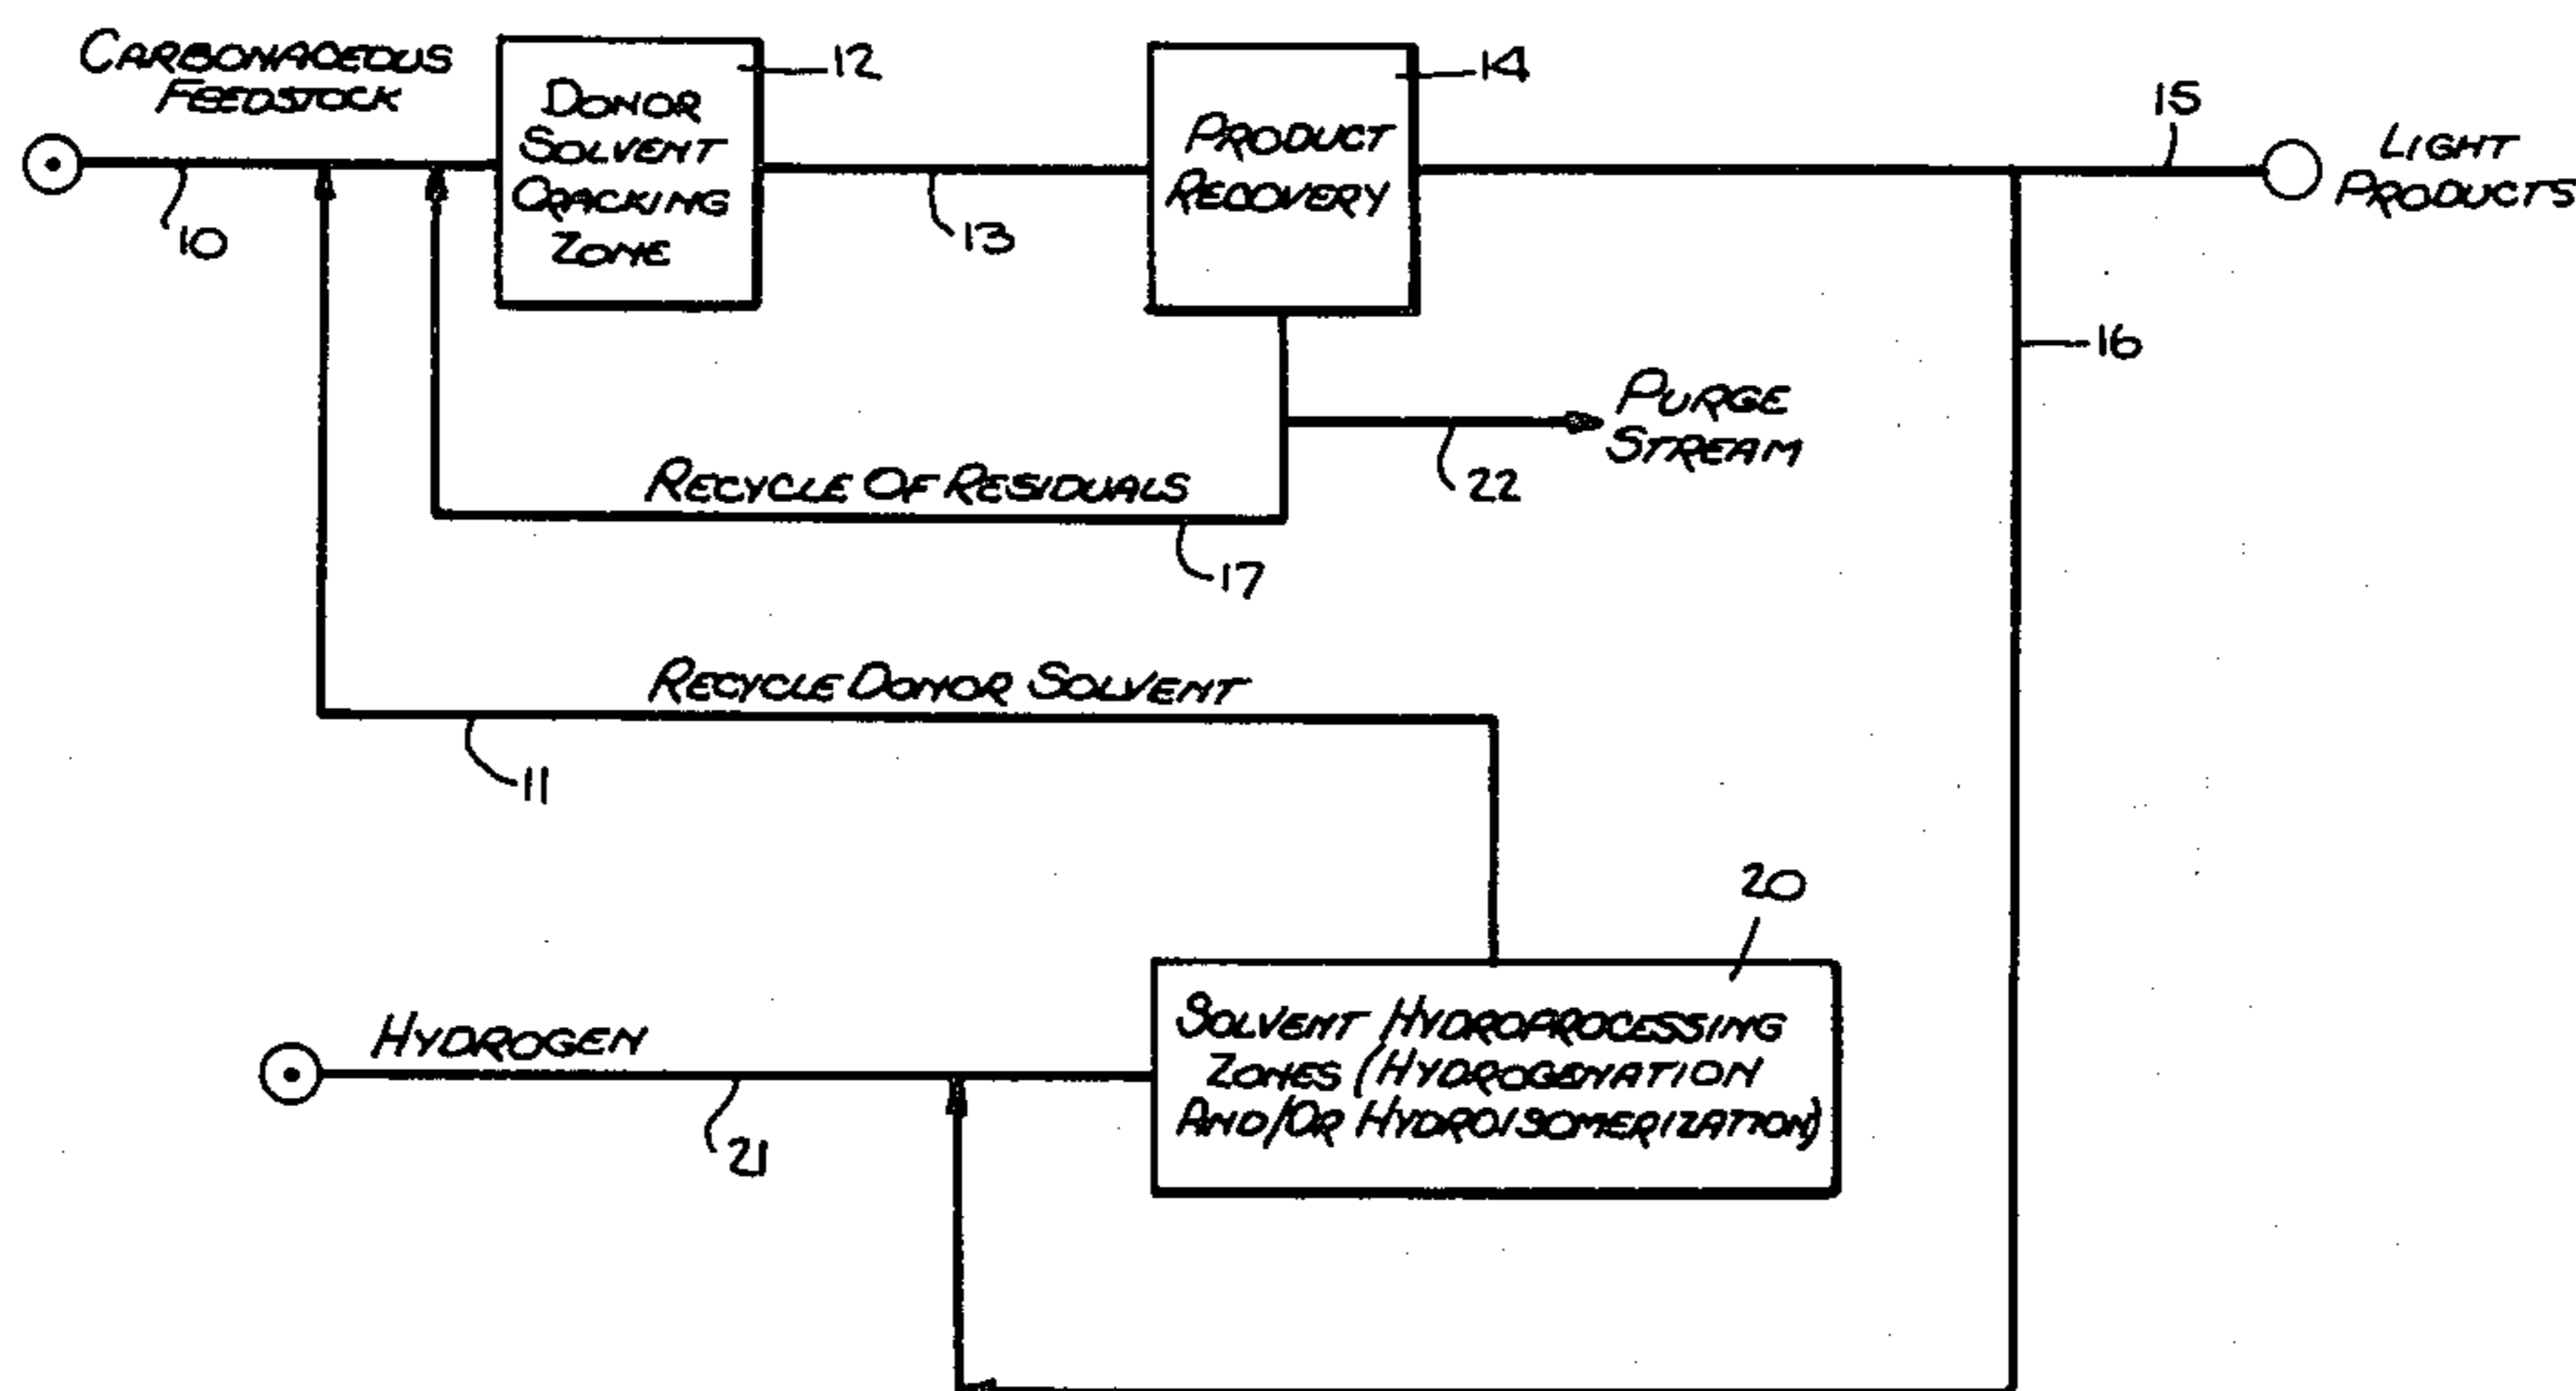 CARBONACEOUS
FEEDSTOCK
10
DONOR
SOLVENT
CRACKING
ZONE
12
13
PRODUCT
RECOVERY
14
15
LIGHT
PRODUCTS
16
PURGE
STREAM
22
RECYCLE OF RESIDUALS
17
RECYCLE DONOR SOLVENT
11
20
HYDROGEN
21
SOLVENT HYDROPROCESSING
ZONES (HYDROGENATION
AND/OR HYDROISOMERIZATION)